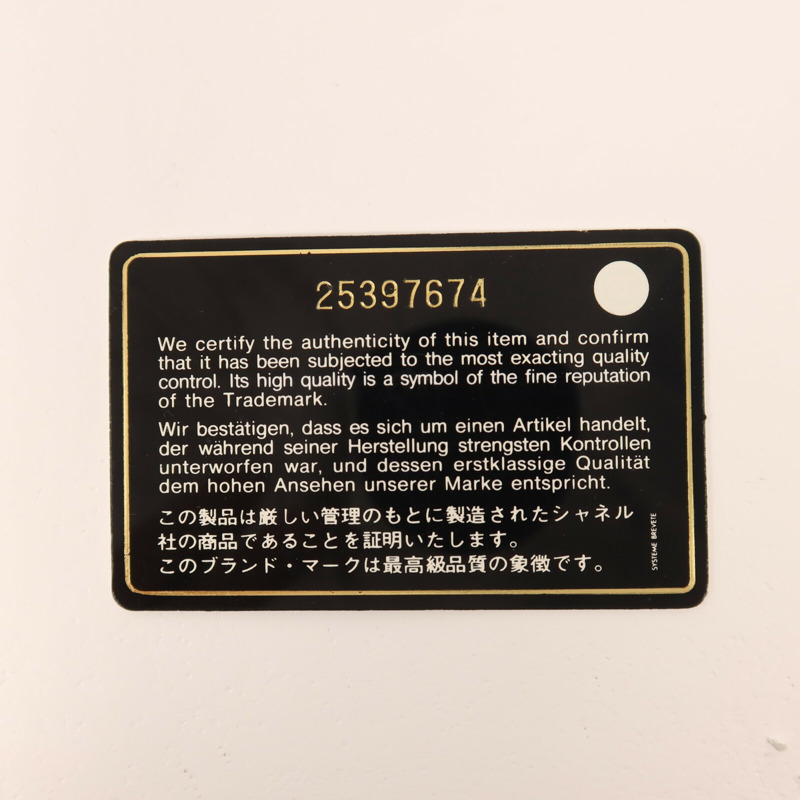 25397674
We certify the authenticity of this item and confirm
that it has been subjected to the most exacting quality
control. Its high quality is a symbol of the fine reputation
of the Trademark.
Wir bestätigen, dass es sich um einen Artikel handelt,
der während seiner Herstellung strengsten Kontrollen
unterworfen war, und dessen erstklassige Qualität
dem hohen Ansehen unserer Marke entspricht.
この製品は厳しい管理のもとに製造されたシャネル
社の商品であることを証明いたします。
このブランド・マークは最高級品質の象徴です。
SYSTEME BREVETE